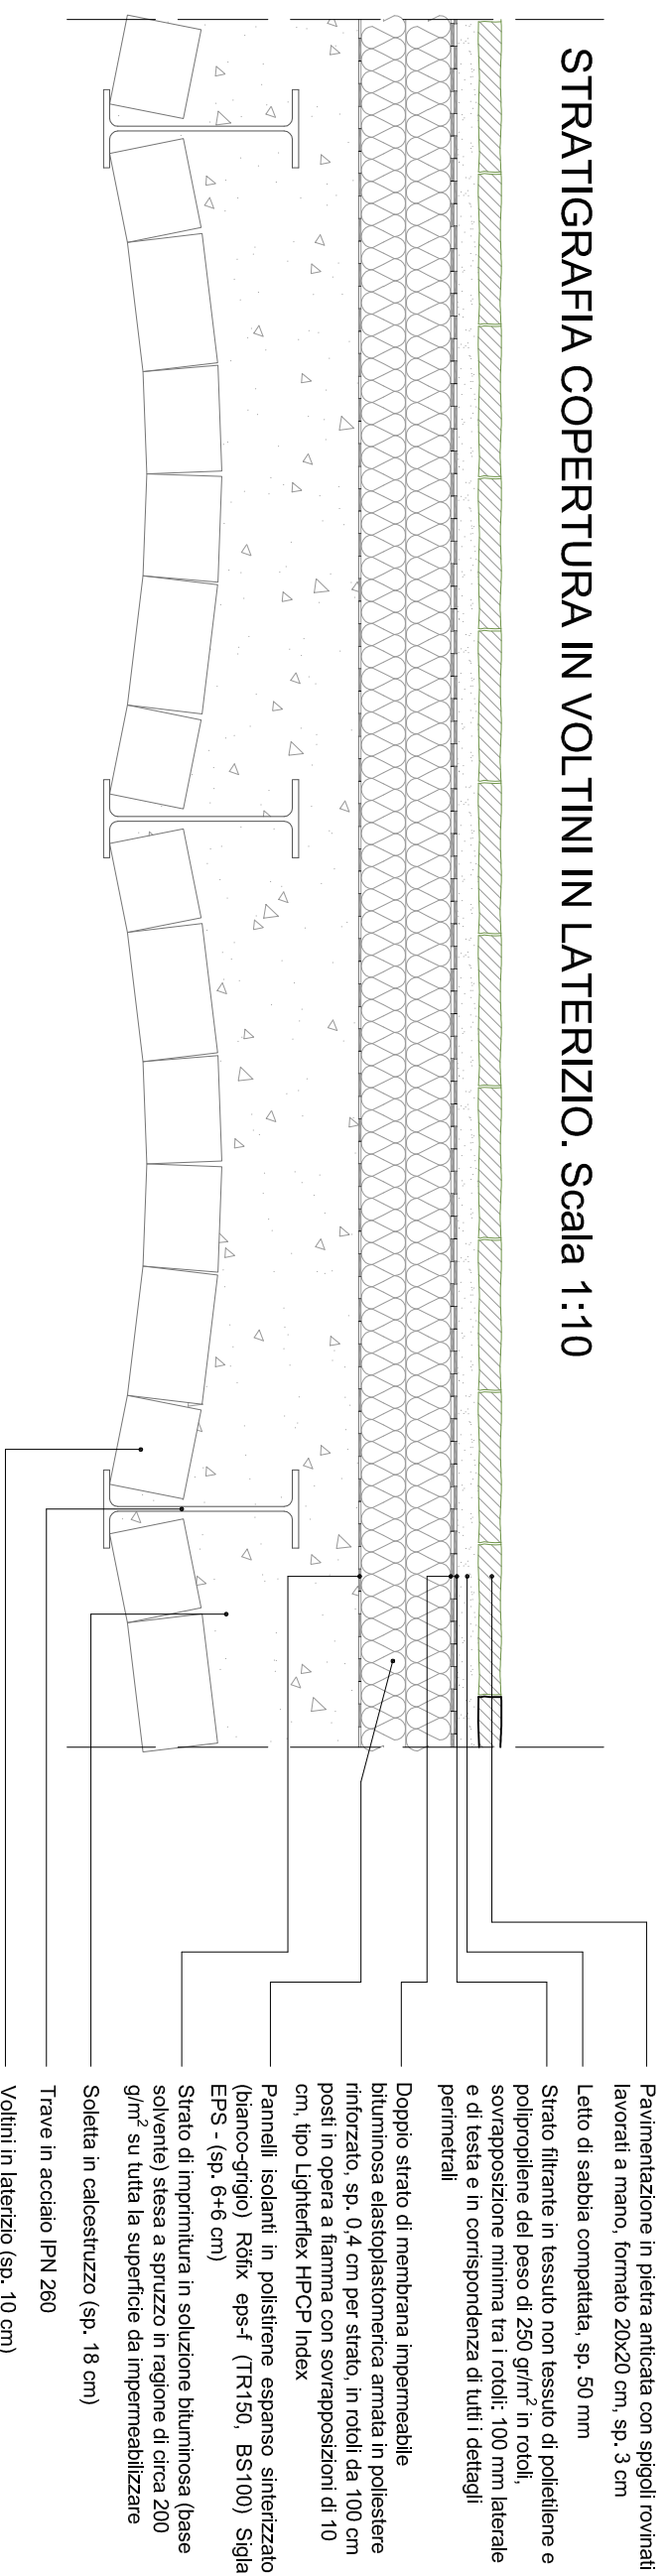 STRATIGRAFIA COPERTURA IN VOLTINI IN LATERIZIO. Scala 1:10
Pavimentazione in pietra anticata con spigoli rovinati
lavorati a mano, formato 20x20 cm, sp. 3 cm
Letto di sabbia compattata, sp. 50 mm
Strato filtrante in tessuto non tessuto di polietilene e
polipropilene del peso di 250 gr/m² in rotoli,
sovrapposizione minima tra i rotoli: 100 mm laterale
e di testa e in corrispondenza di tutti i dettagli
perimetrali
Doppio strato di membrana impermeabile
bituminosa elastoplastomerica armata in poliestere
rinforzato, sp. 0,4 cm per strato, in rotoli da 100 cm
posti in opera a fiamma con sovrapposizioni di 10
cm, tipo Lighterflex HPCP Index
Pannelli isolanti in polistirene espanso sinterizzato
(bianco-grigio) Röfix eps-f (TR150, BS100) Sigla
EPS - (sp. 6+6 cm)
Strato di imprimitura in soluzione bituminosa (base
solvente) stesa a spruzzo in ragione di circa 200
g/m² su tutta la superficie da impermeabilizzare
Soletta in calcestruzzo (sp. 18 cm)
Trave in acciaio IPN 260
Voltini in laterizio (sp. 10 cm)